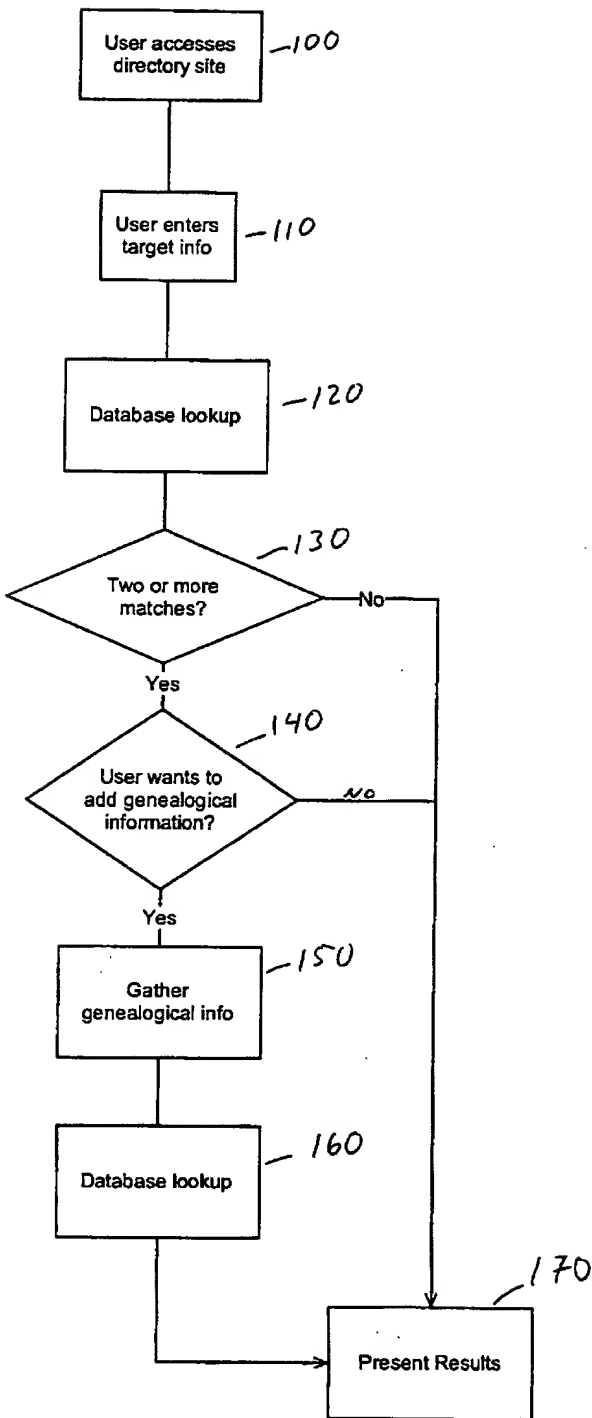 User accesses
directory site
100
User enters
target info
110
Database lookup
120
130
Two or more
matches?
No
Yes
140
User wants to
add genealogical
information?
NO
Yes
150
Gather
genealogical info
160
Database lookup
170
Present Results